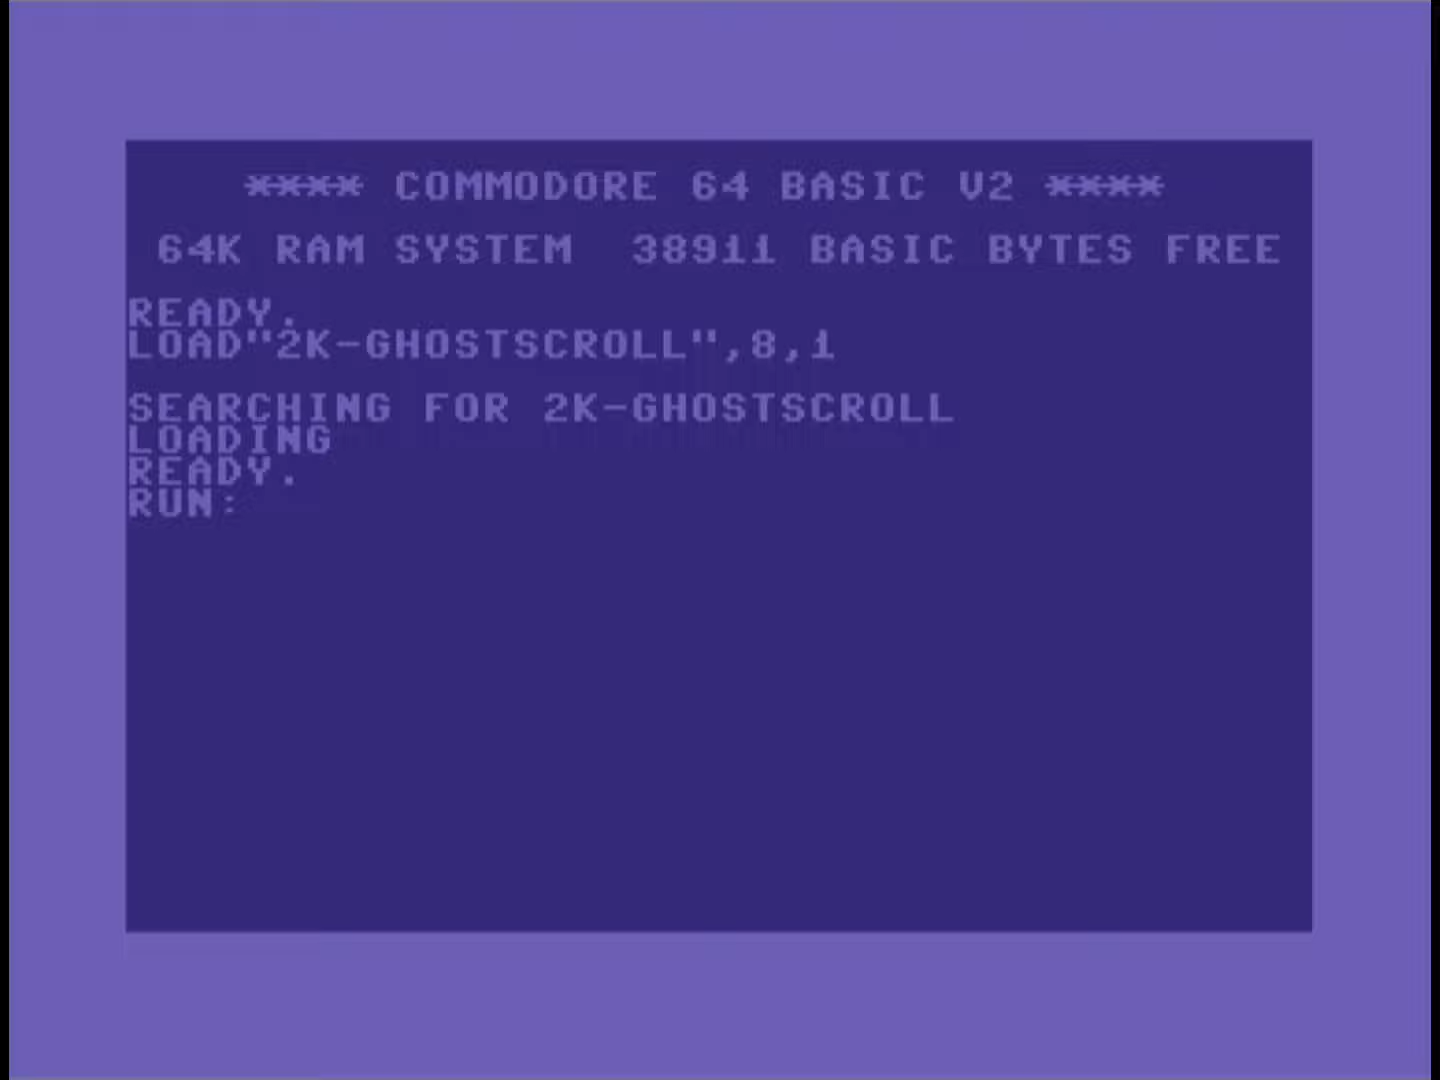 **** COMMODORE 64 BASIC V2 ****
64K RAM SYSTEM  38911 BASIC BYTES FREE
READY.
LOAD"2K-GHOSTSCROLL",8,1
SEARCHING FOR 2K-GHOSTSCROLL
LOADING
READY.
RUN: